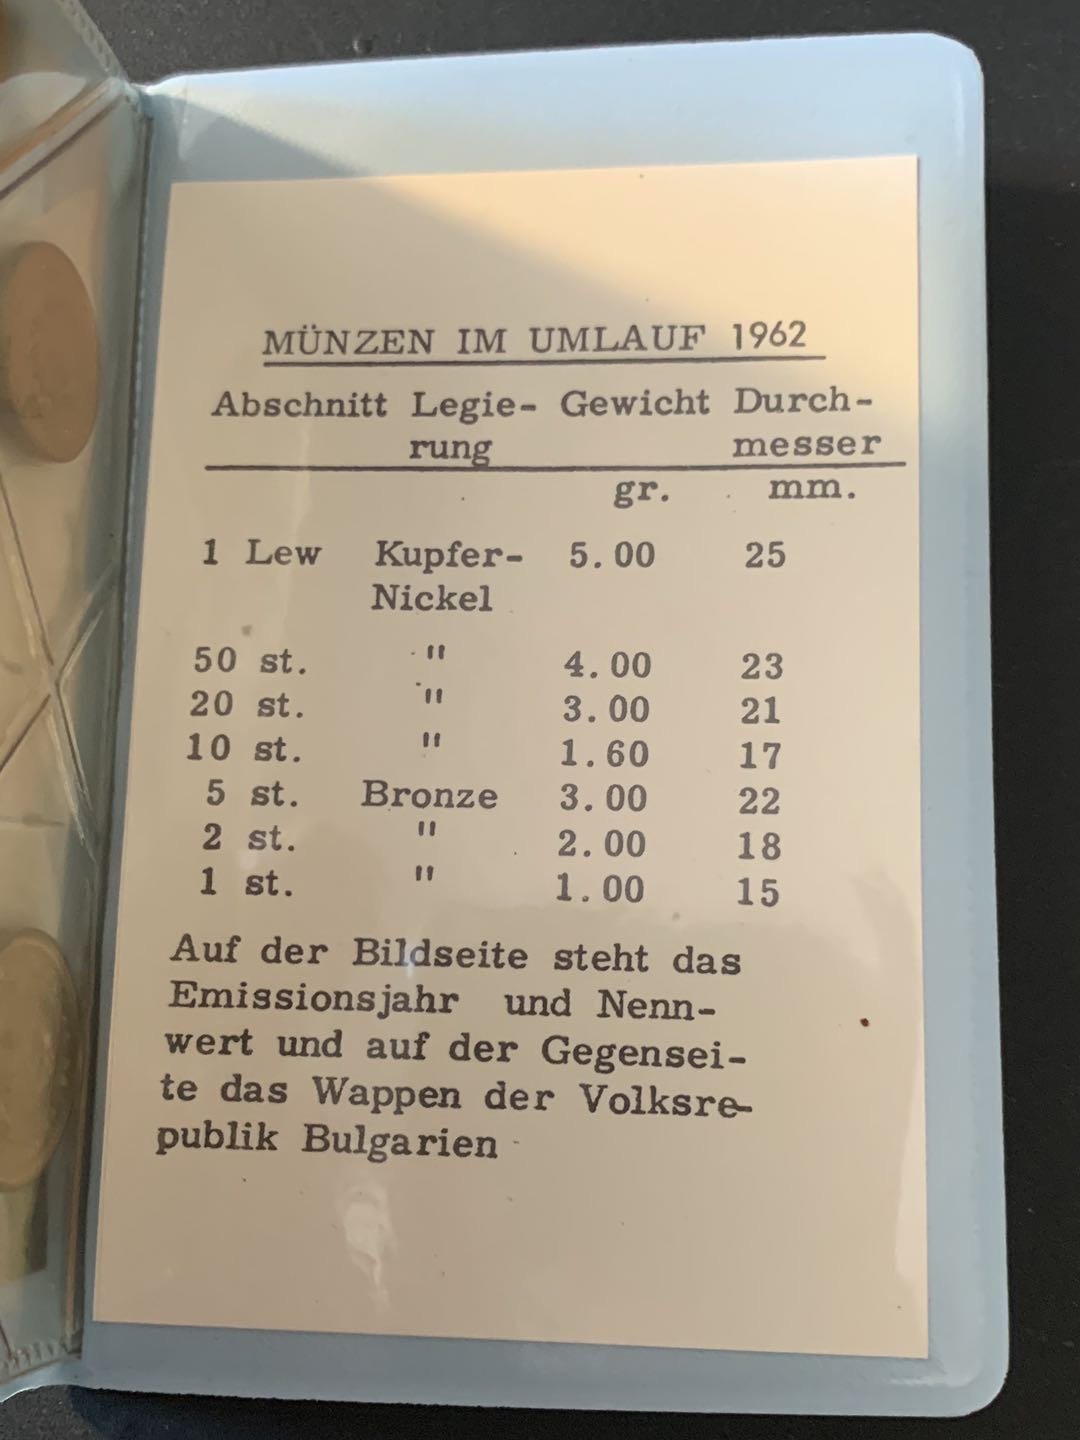 MÜNZEN IM UMLAUF 1962
Abschnitt Legie- Gewicht Durch-
rung messer
gr. mm.
1 Lew Kupfer- 5.00 25
Nickel
50 st. " 4.00 23
20 st. " 3.00 21
10 st. " 1.60 17
5 st. Bronze 3.00 22
2 st. " 2.00 18
1 st. " 1.00 15
Auf der Bildseite steht das
Emissionsjahr und Nenn-
wert und auf der Gegensei-
te das Wappen der Volksre-
publik Bulgarien